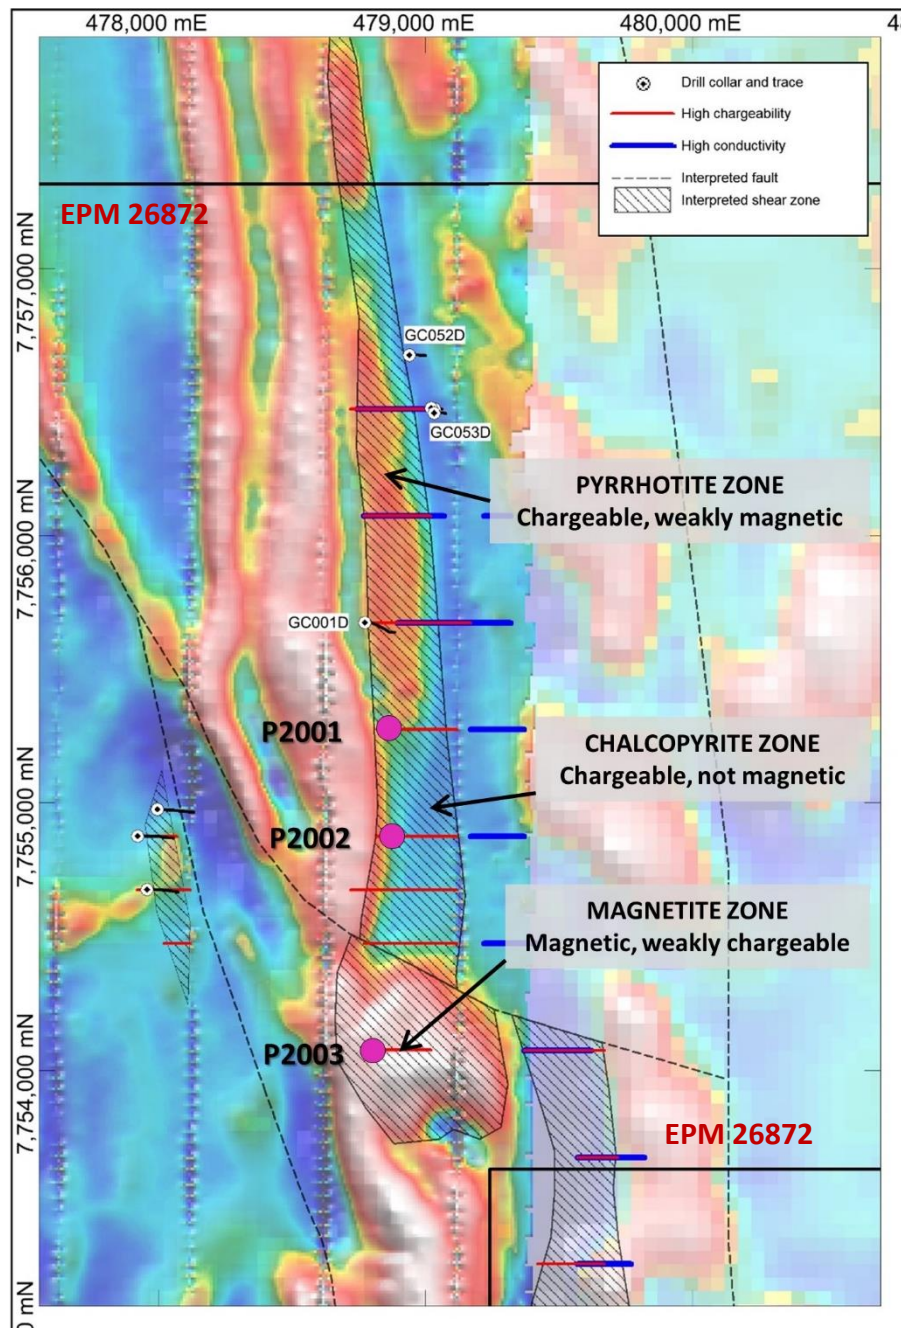 478,000 mE
479,000 mE
480,000 mE
Drill collar and trace
High chargeability
High conductivity
Interpreted fault
Interpreted shear zone
EPM 26872
7,757,000 mN
GC052D
GC053D
PYRRHOTITE ZONE
Chargeable, weakly magnetic
7,756,000 mN
GC001D
P2001
CHALCOPYRITE ZONE
Chargeable, not magnetic
7,755,000 mN
P2002
MAGNETITE ZONE
Magnetic, weakly chargeable
P2003
7,754,000 mN
EPM 26872
0 mN